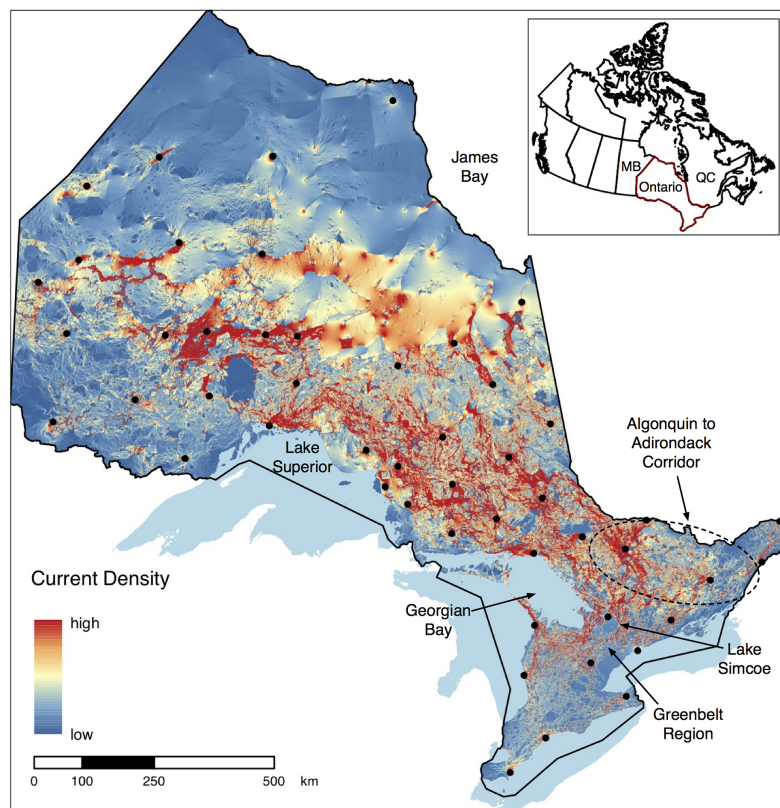 James
Bay
MB
Ontario
QC
Algonquin to
Adirondack
Corridor
Lake
Superior
Current Density
high
low
Georgian
Bay
Lake
Simcoe
Greenbelt
Region
0 100 250 500 km